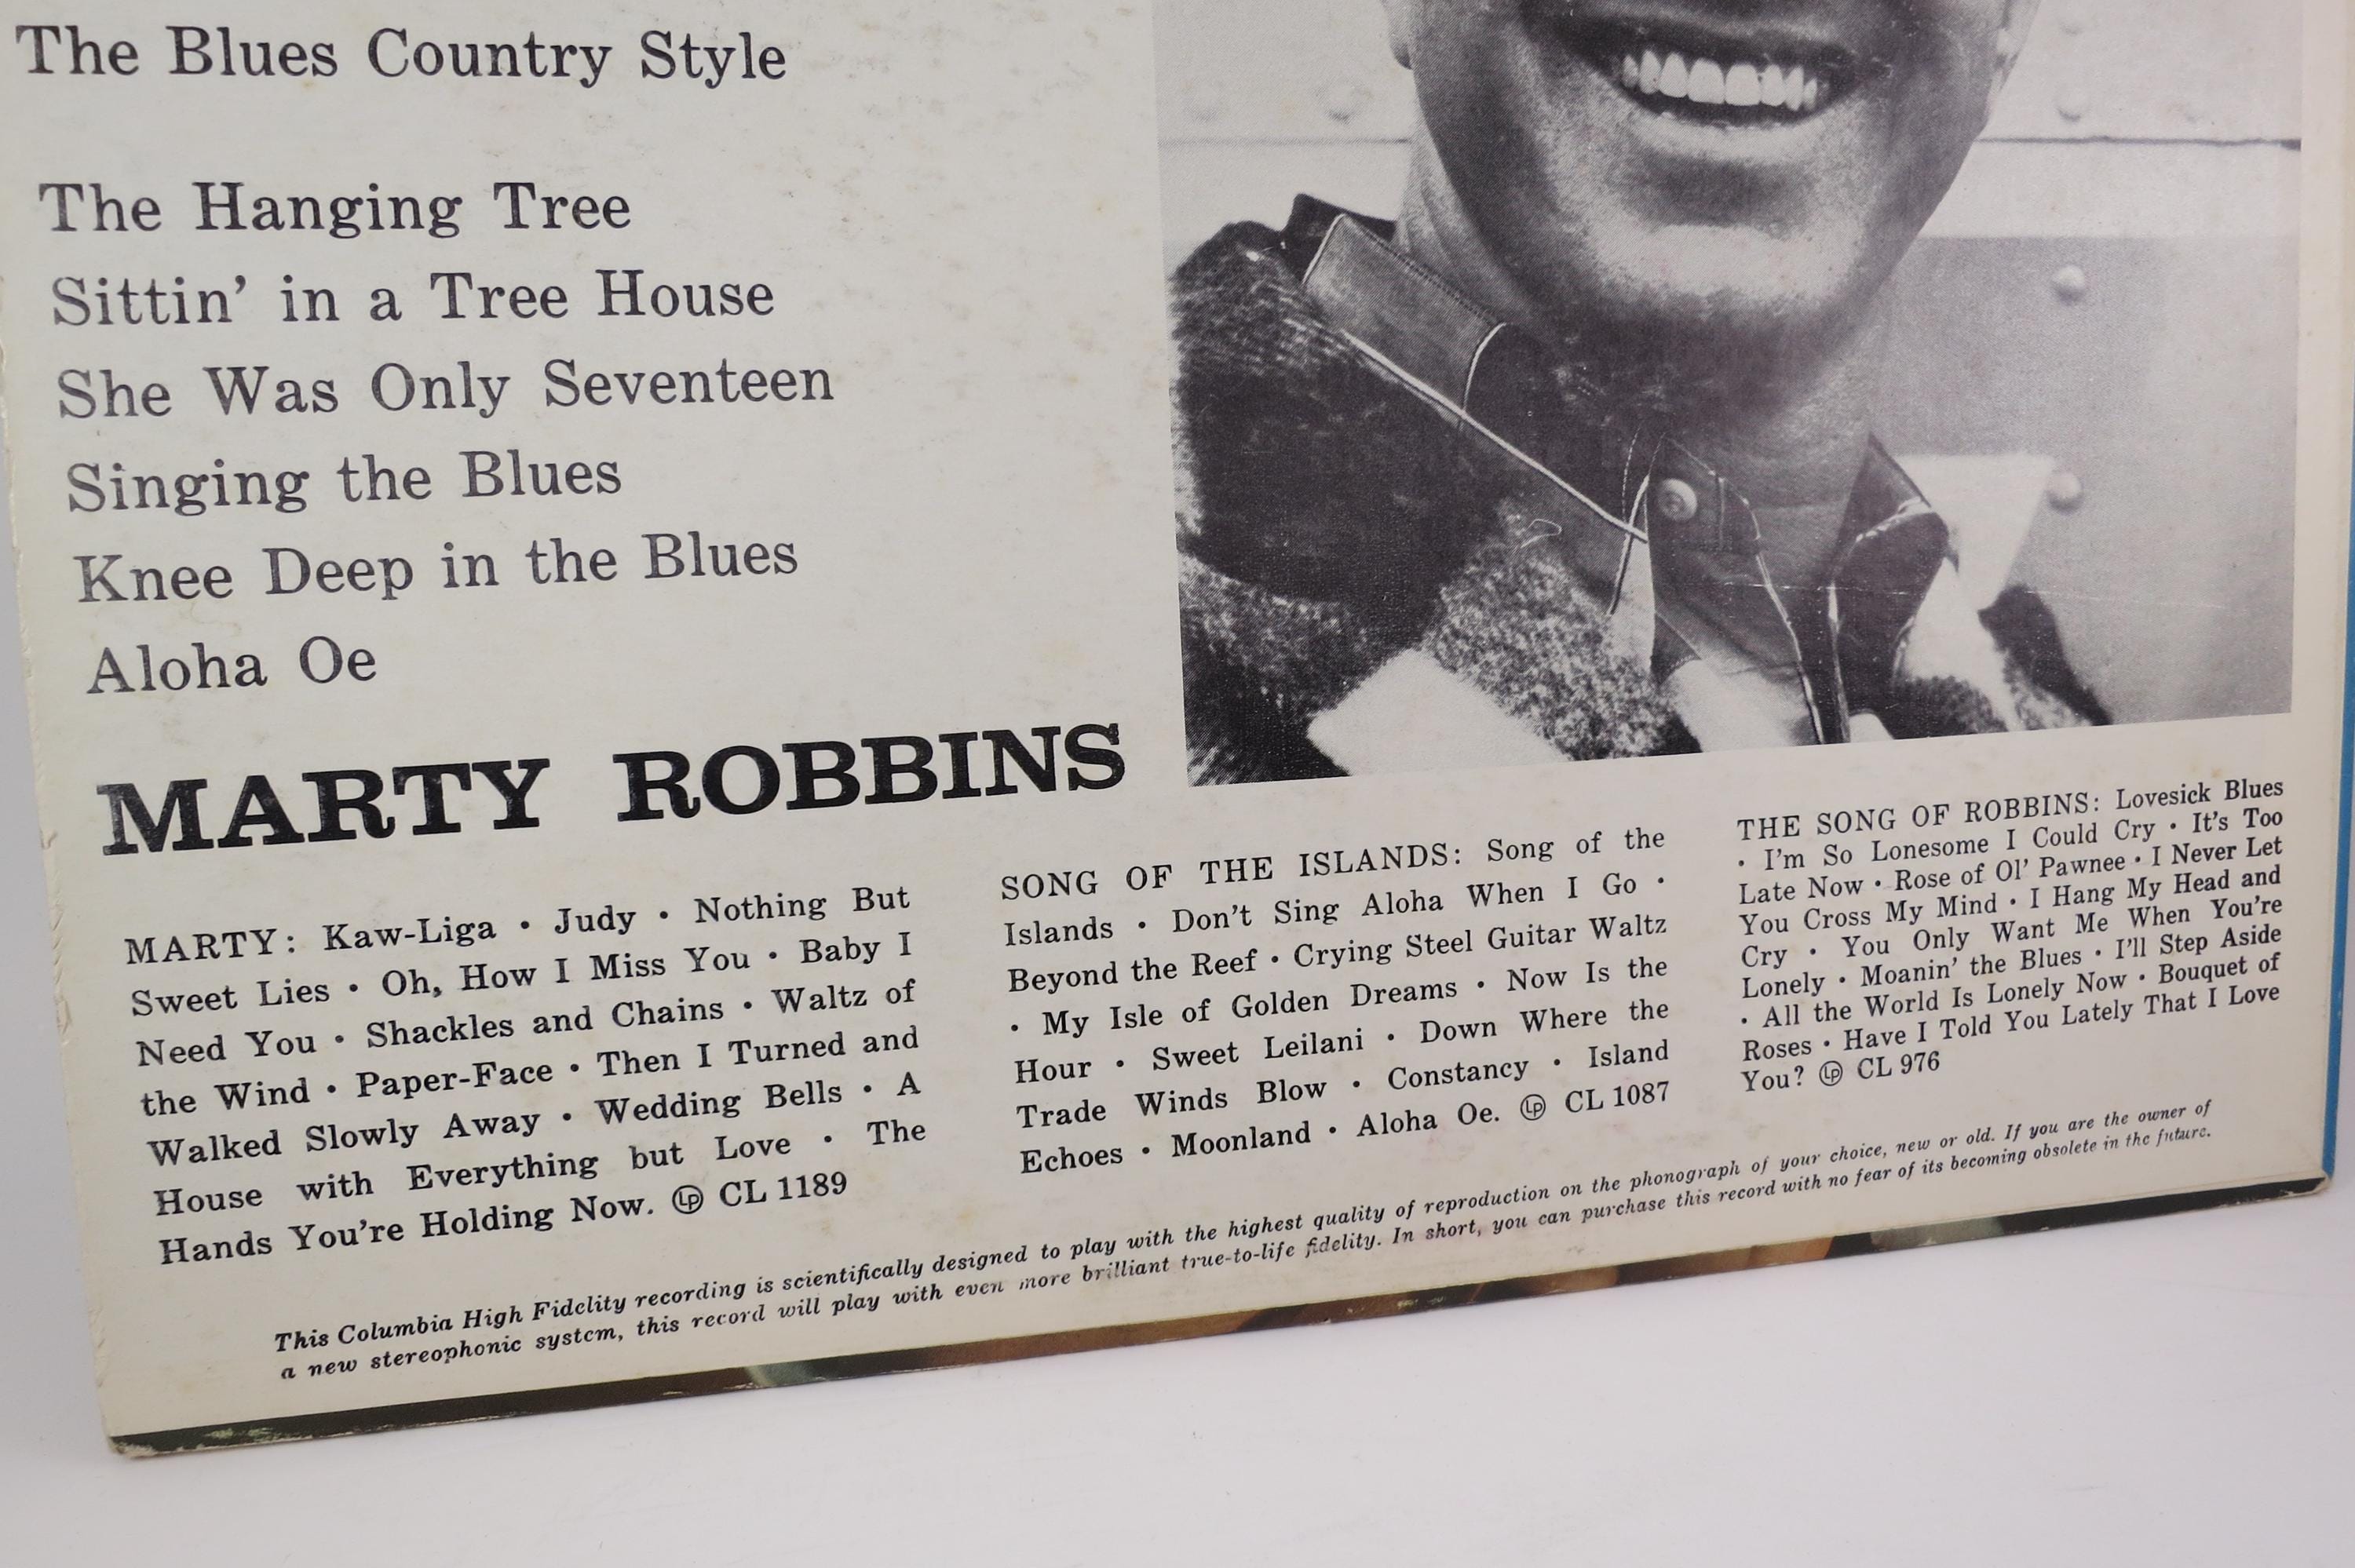 The Blues Country Style
The Hanging Tree
Sittin' in a Tree House
She Was Only Seventeen
Singing the Blues
Knee Deep in the Blues
Aloha Oe
MARTY ROBBINS
MARTY: Kaw-Liga • Judy • Nothing But
Sweet Lies • Oh, How I Miss You • Baby I
Need You • Shackles and Chains • Waltz of
the Wind • Paper-Face • Then I Turned and
Walked Slowly Away • Wedding Bells • A
House with Everything but Love • The
Hands You're Holding Now. LP CL 1189
SONG OF THE ISLANDS: Song of the
Islands • Don't Sing Aloha When I Go •
Beyond the Reef • Crying Steel Guitar Waltz
• My Isle of Golden Dreams • Now Is the
Hour • Sweet Leilani • Down Where the
Trade Winds Blow • Constancy • Island
Echoes • Moonland • Aloha Oe. LP CL 1087
THE SONG OF ROBBINS: Lovesick Blues
• I'm So Lonesome I Could Cry • It's Too
Late Now • Rose of Ol' Pawnee • I Never Let
You Cross My Mind • I Hang My Head and
Cry • You Only Want Me When You're
Lonely • Moanin' the Blues • I'll Step Aside
• All the World Is Lonely Now • Bouquet of
Roses • Have I Told You Lately That I Love
You? LP CL 976
This Columbia High Fidelity recording is scientifically designed to play with the highest quality of reproduction on the phonograph of your choice, new or old. If you are the owner of
a new stereophonic system, this record will play with even more brilliant true-to-life fidelity. In short, you can purchase this record with no fear of its becoming obsolete in the future.